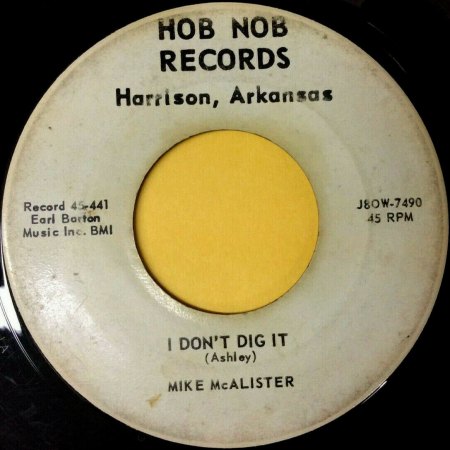 HOB NOB
RECORDS
Harrison, Arkansas
Record 45-441
Earl Barton
Music Inc. BMI
J8OW-7490
45 RPM
I DON'T DIG IT
(Ashley)
MIKE McALISTER